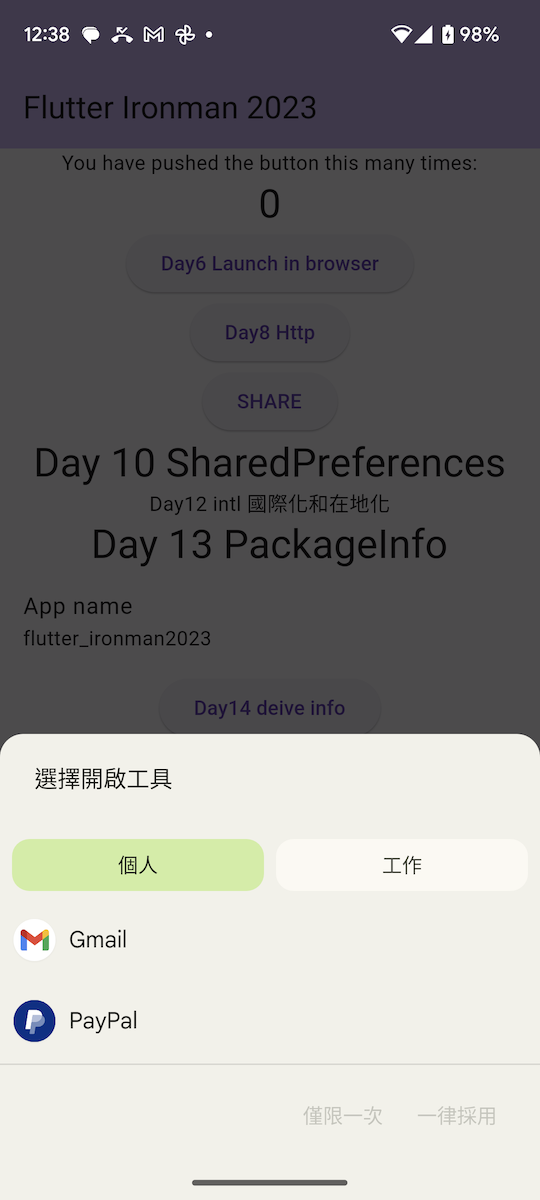 12:38 98%
Flutter Ironman 2023
You have pushed the button this many times:
0
Day6 Launch in browser
Day8 Http
SHARE
Day 10 SharedPreferences
Day12 intl 國際化和在地化
Day 13 PackageInfo
App name
flutter_ironman2023
Day14 deive info
選擇開啟工具
個人 工作
Gmail
PayPal
僅限一次 一律採用